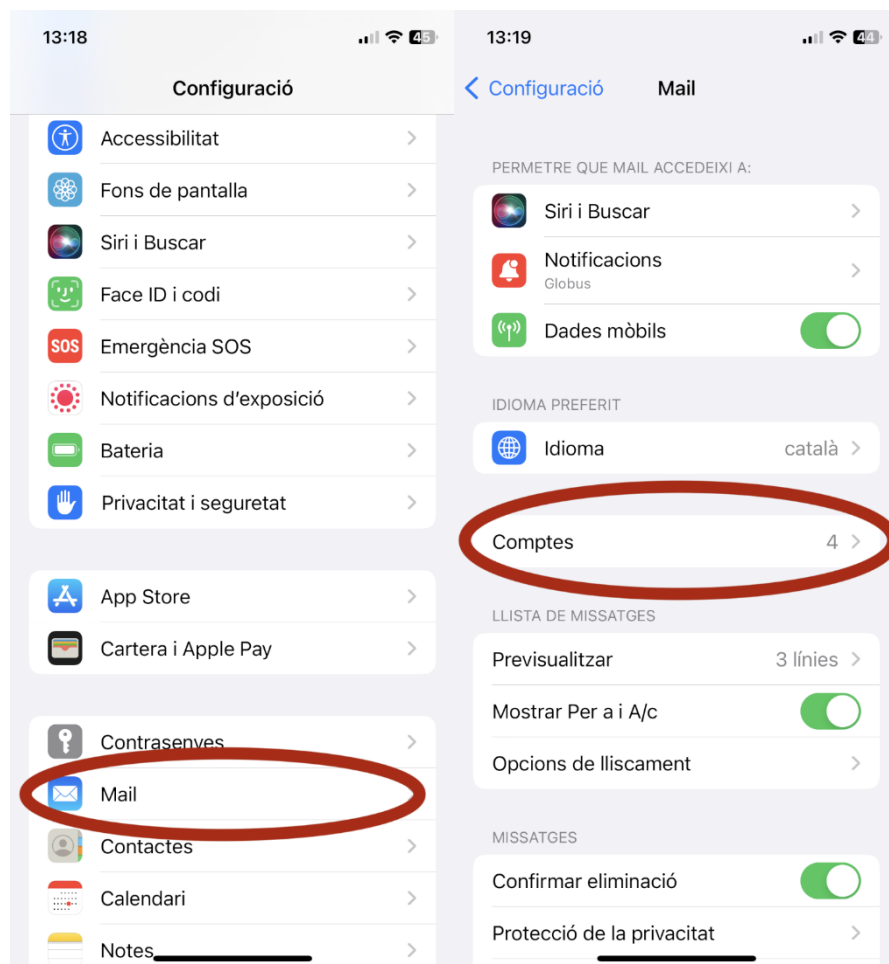 13:18
45
Configuració
Accessibilitat
Fons de pantalla
Siri i Buscar
Face ID i codi
SOS
Emergència SOS
Notificacions d'exposició
Bateria
Privacitat i seguretat
App Store
Cartera i Apple Pay
Contrasenyes
Mail
Contactes
Calendari
Notes
13:19
44
Configuració
Mail
PERMETRE QUE MAIL ACCEDEIXI A:
Siri i Buscar
Notificacions
Globus
Dades mòbils
IDIOMA PREFERIT
Idioma català
Comptes 4
LLISTA DE MISSATGES
Previsualitzar 3 línies
Mostrar Per a i A/c
Opcions de lliscament
MISSATGES
Confirmar eliminació
Protecció de la privacitat